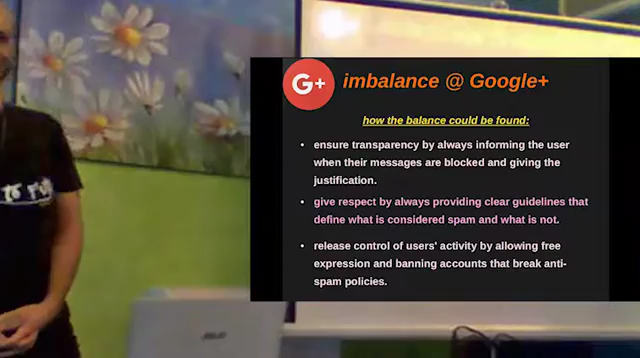 G+
imbalance @ Google+
how the balance could be found:
• ensure transparency by always informing the user
when their messages are blocked and giving the
justification.
• give respect by always providing clear guidelines that
define what is considered spam and what is not.
• release control of users' activity by allowing free
expression and banning accounts that break anti-
spam policies.
ASUS